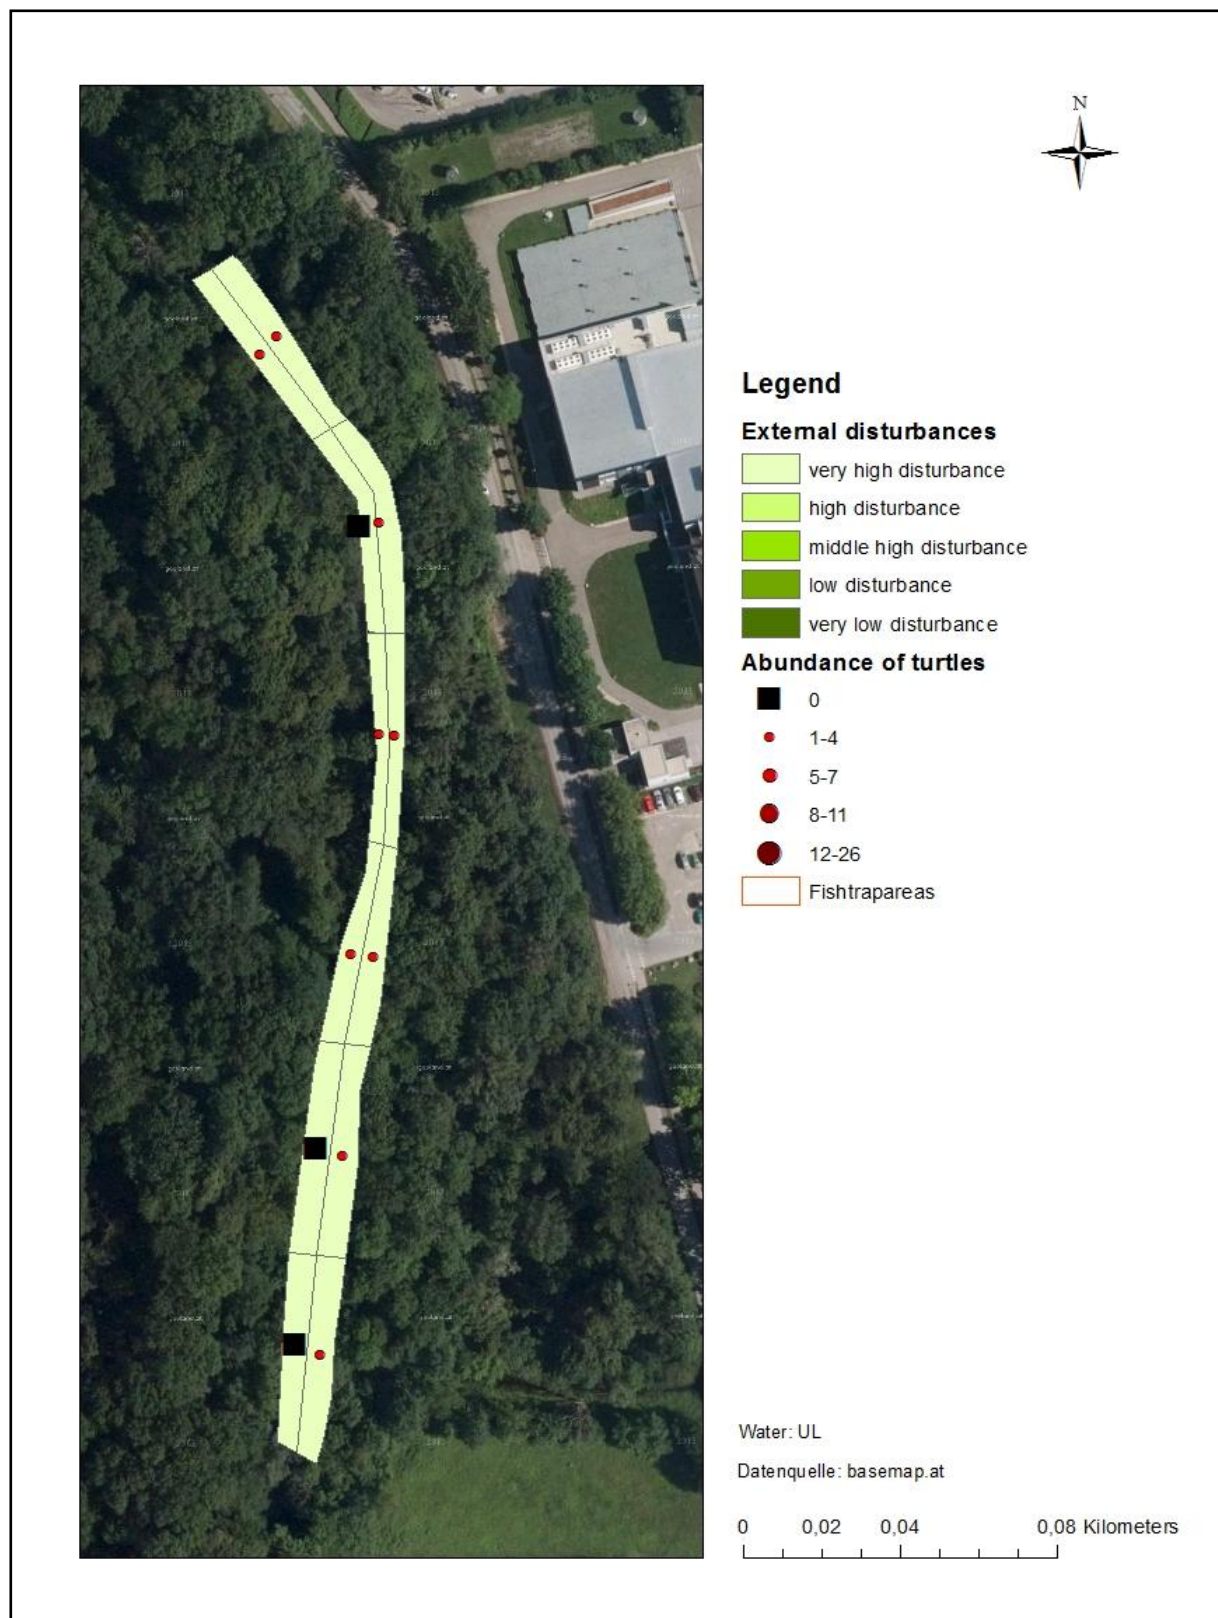 N
Legend
External disturbances
very high disturbance
high disturbance
middle high disturbance
low disturbance
very low disturbance
Abundance of turtles
0
1-4
5-7
8-11
12-26
Fishtrapareas
Water: UL
Datenquelle: basemap.at
0 0,02 0,04 0,08 Kilometers